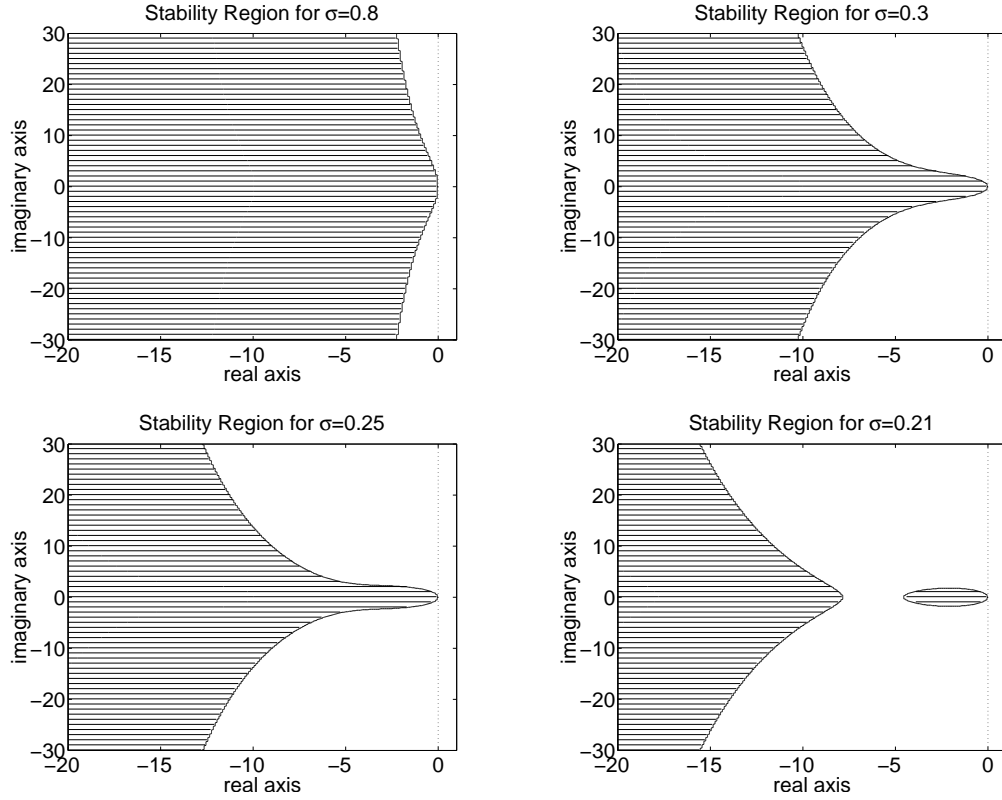 Stability Region for σ=0.8
30
20
10
0
−10
−20
−30
imaginary axis
−20 −15 −10 −5 0
real axis
Stability Region for σ=0.3
30
20
10
0
−10
−20
−30
imaginary axis
−20 −15 −10 −5 0
real axis
Stability Region for σ=0.25
30
20
10
0
−10
−20
−30
imaginary axis
−20 −15 −10 −5 0
real axis
Stability Region for σ=0.21
30
20
10
0
−10
−20
−30
imaginary axis
−20 −15 −10 −5 0
real axis